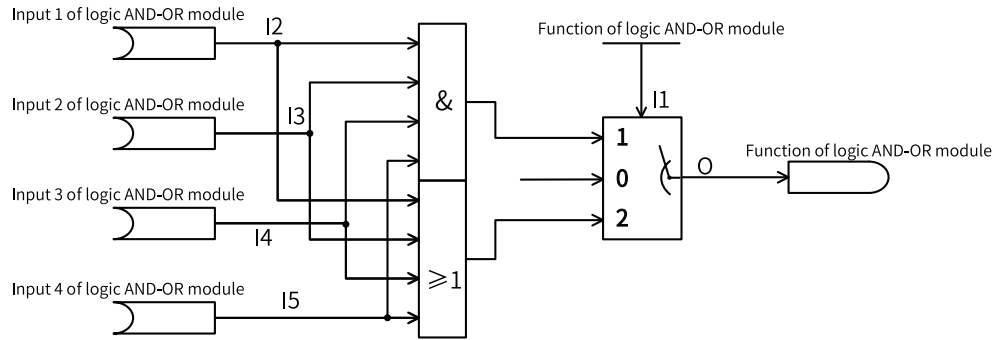 Input 1 of logic AND-OR module
I2
Function of logic AND-OR module
Input 2 of logic AND-OR module
I3
&
I1
1
Function of logic AND-OR module
O
0
Input 3 of logic AND-OR module
2
I4
≥1
Input 4 of logic AND-OR module
I5